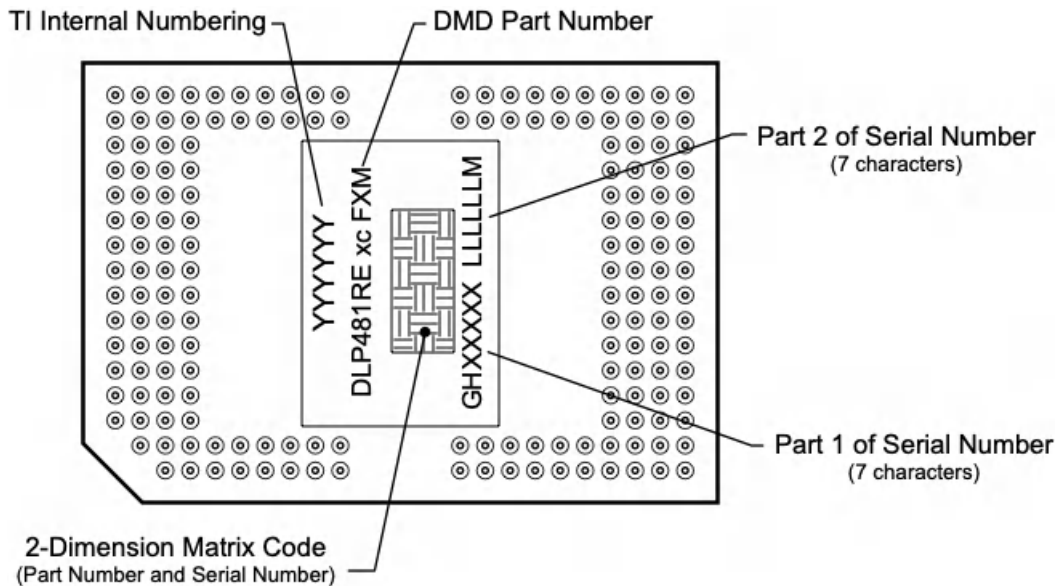 TI Internal Numbering
DMD Part Number
Part 2 of Serial Number
(7 characters)
YYYYYYY
DLP481RE xc FXM
GHXXXXX LLLLLLM
Part 1 of Serial Number
(7 characters)
2-Dimension Matrix Code
(Part Number and Serial Number)